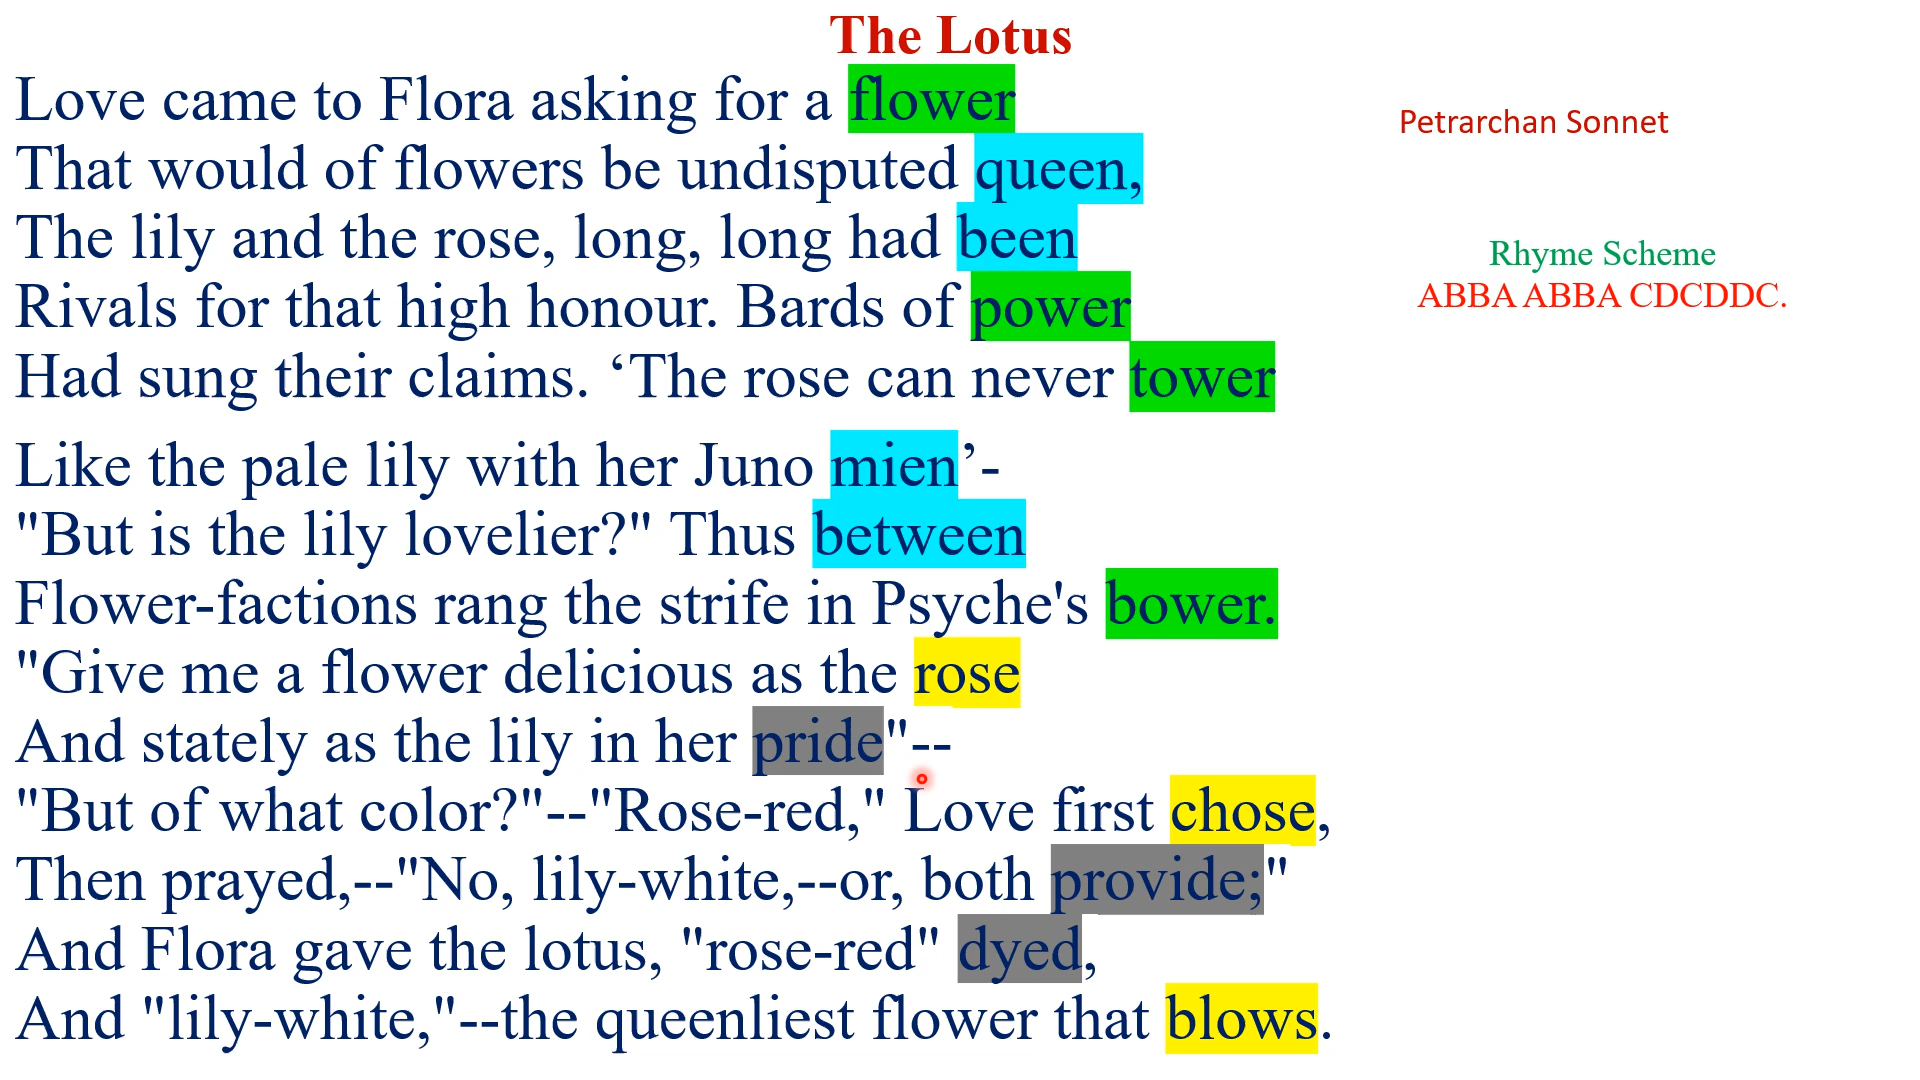 The Lotus
Love came to Flora asking for a flower
That would of flowers be undisputed queen,
The lily and the rose, long, long had been
Rivals for that high honour. Bards of power
Had sung their claims. ‘The rose can never tower
Like the pale lily with her Juno mien’-
"But is the lily lovelier?" Thus between
Flower-factions rang the strife in Psyche's bower.
"Give me a flower delicious as the rose
And stately as the lily in her pride"--
"But of what color?"--"Rose-red," Love first chose,
Then prayed,--"No, lily-white,--or, both provide;"
And Flora gave the lotus, "rose-red" dyed,
And "lily-white,"--the queenliest flower that blows.
Petrarchan Sonnet
Rhyme Scheme
ABBA ABBA CDCDDC.